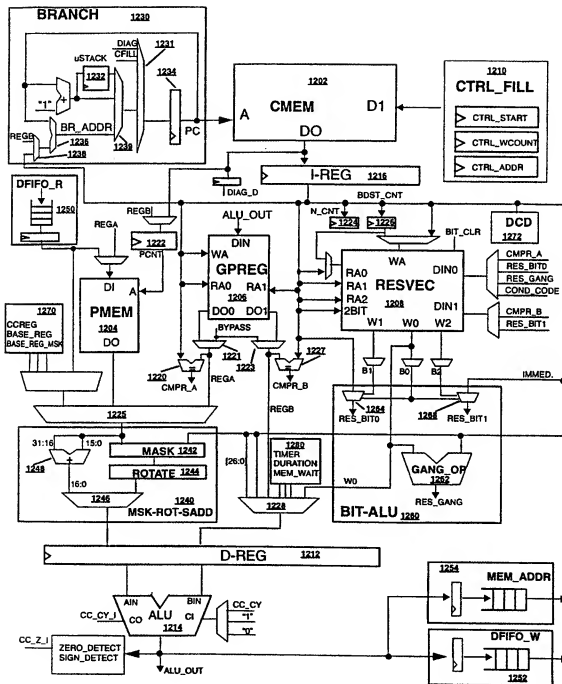 BRANCH 1230
DIAG
CFILL
1231
uSTACK
1232
1234
"1"
+
PC
BR_ADDR
REGB
1235
1238
1239
1202
CMEM
A
D1
DO
1210
CTRL_FILL
CTRL_START
CTRL_WCOUNT
CTRL_ADDR
I-REG 1216
DIAG_D
DFIFO_R
1250
REGA
REGB
1222
PCNT
ALU_OUT
DIN
WA
GPREG
RA0 1206 RA1
DO0 DO1
N_CNT
1224
BDST_CNT
1226
BIT_CLR
DCD
1272
WA
RA0
RA1
RA2
2BIT
RESVEC
1208
DIN0
DIN1
W1 W0 W2
CMPR_A
RES_BIT0
RES_GANG
COND_CODE
CMPR_B
RES_BIT1
DI
PMEM A
1204
DO
1270
CCREG
BASE_REG
BASE_REG_MSK
BYPASS
1221
1223
1220
=
CMPR_A
REGA
1227
=
CMPR_B
REGB
B1 B0 B2
IMMED.
1264
RES_BIT0
1268
RES_BIT1
1225
31:16 15:0
MASK 1242
ROTATE 1244
1248
+
16:0
1246
1240
MSK-ROT-SADD
[26:0]
1280
TIMER
DURATION
MEM_WAIT
1228
W0
GANG_OP
1262
RES_GANG
BIT-ALU
1260
D-REG 1212
AIN BIN
ALU
CO CI
1214
CC_CY_I
CC_CY
"1"
"0"
CC_Z_I
ZERO_DETECT
SIGN_DETECT
ALU_OUT
1254
MEM_ADDR
DFIFO_W
1252